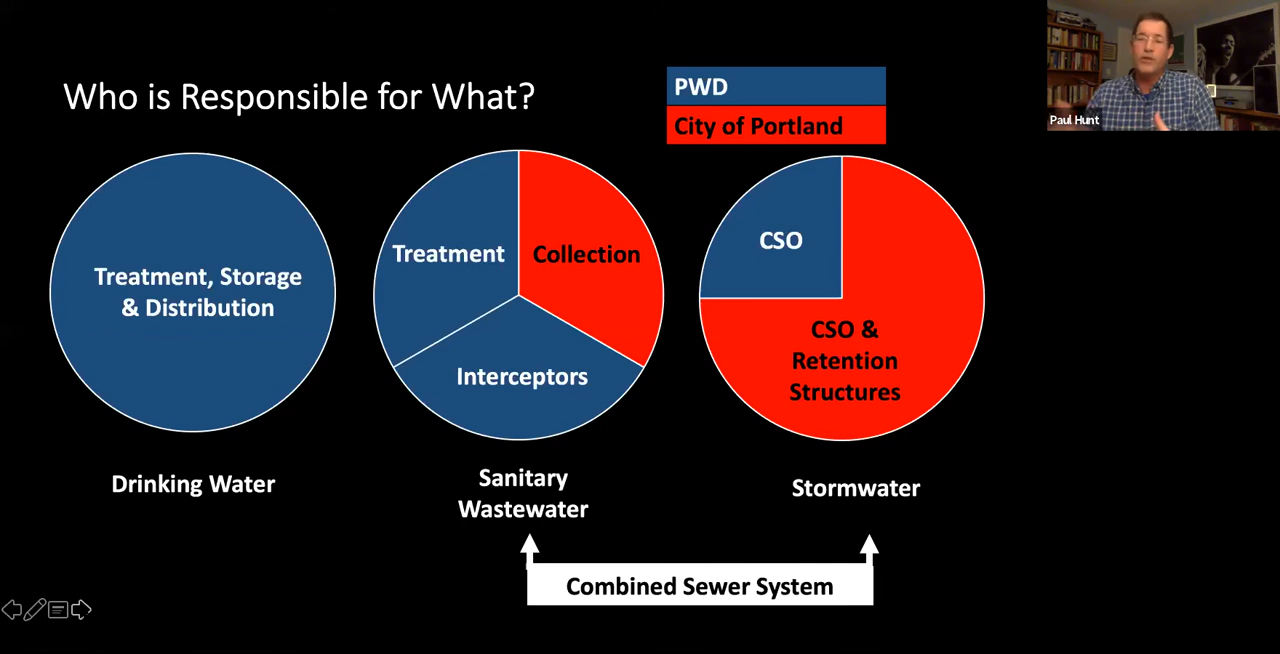 Who is Responsible for What?
PWD
City of Portland
Paul Hunt
Treatment, Storage
& Distribution
Drinking Water
Treatment
Collection
Interceptors
Sanitary
Wastewater
CSO
CSO &
Retention
Structures
Stormwater
Combined Sewer System